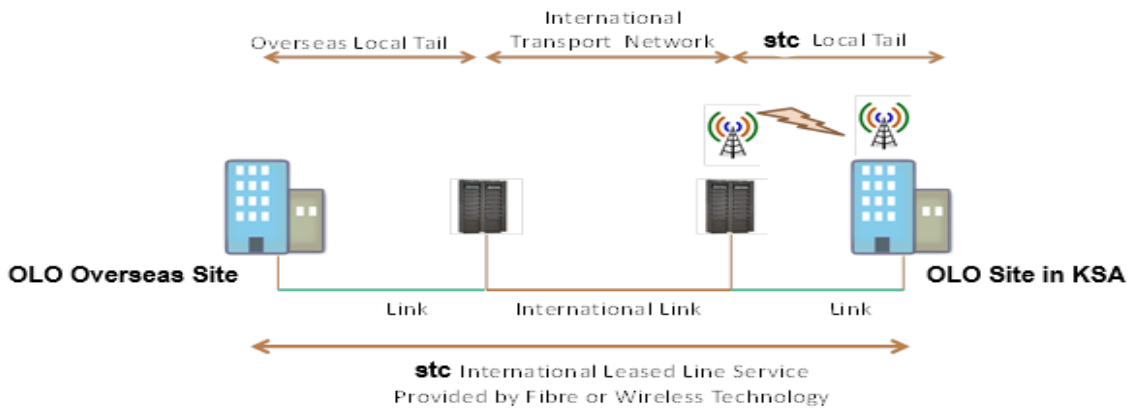 International
Overseas Local Tail
Transport Network
stc Local Tail
OLO Overseas Site
OLO Site in KSA
Link
International Link
Link
stc International Leased Line Service
Provided by Fibre or Wireless Technology